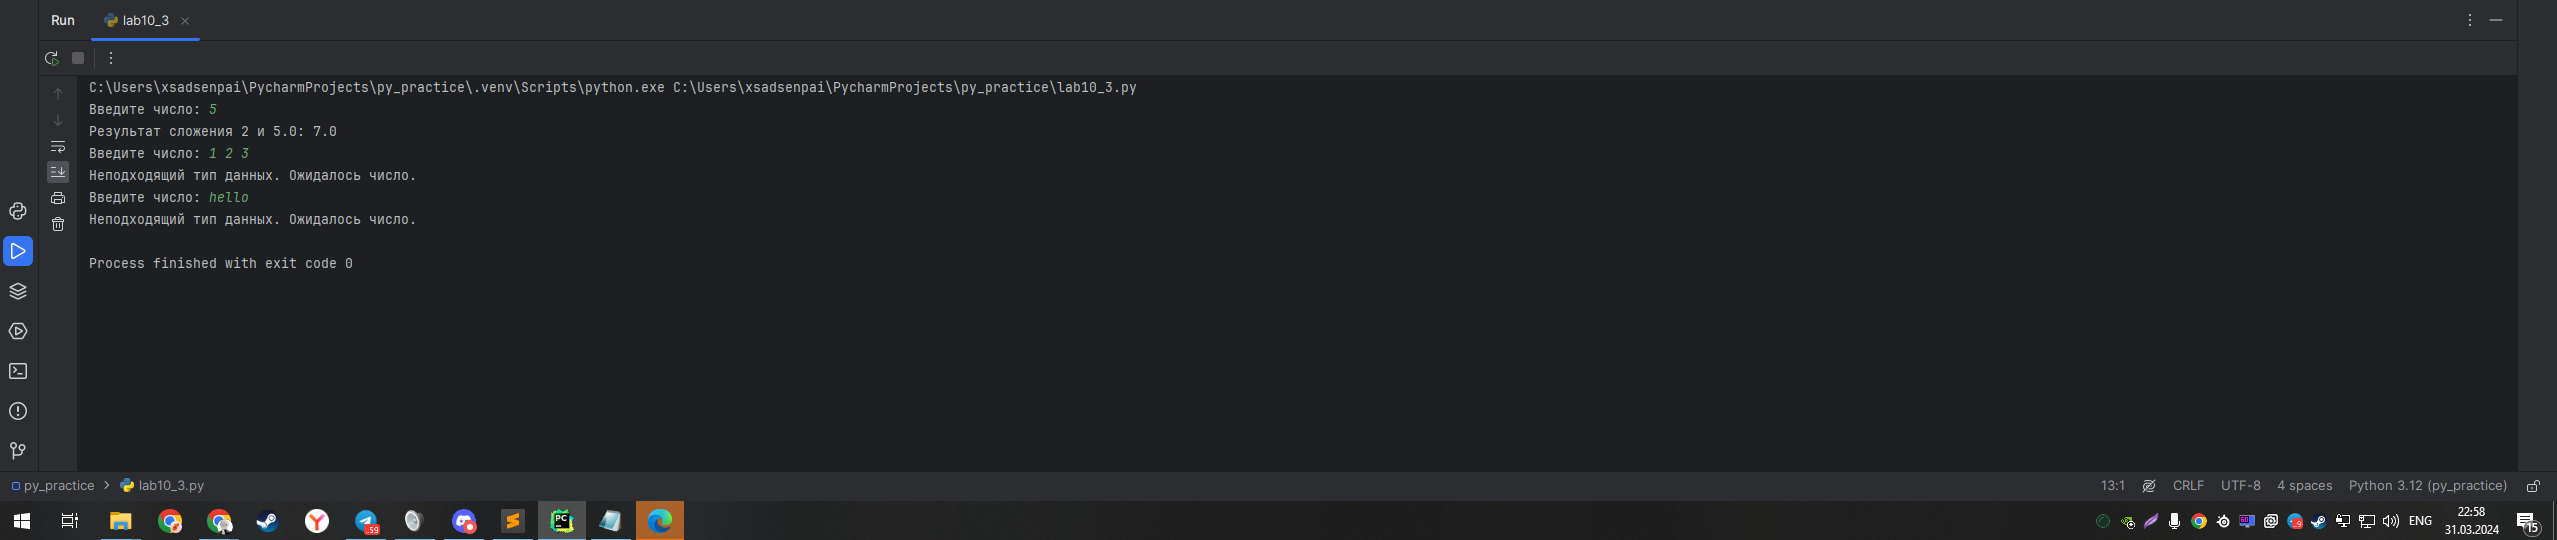 Run
lab10_3
C:\Users\xsadsenpai\PycharmProjects\py_practice\.venv\Scripts\python.exe C:\Users\xsadsenpai\PycharmProjects\py_practice\lab10_3.py
Введите число: 5
Результат сложения 2 и 5.0: 7.0
Введите число: 1 2 3
Неподходящий тип данных. Ожидалось число.
Введите число: hello
Неподходящий тип данных. Ожидалось число.
Process finished with exit code 0
py_practice > lab10_3.py
13:1 CRLF UTF-8 4 spaces Python 3.12 (py_practice)
ENG
22:58
31.03.2024
15